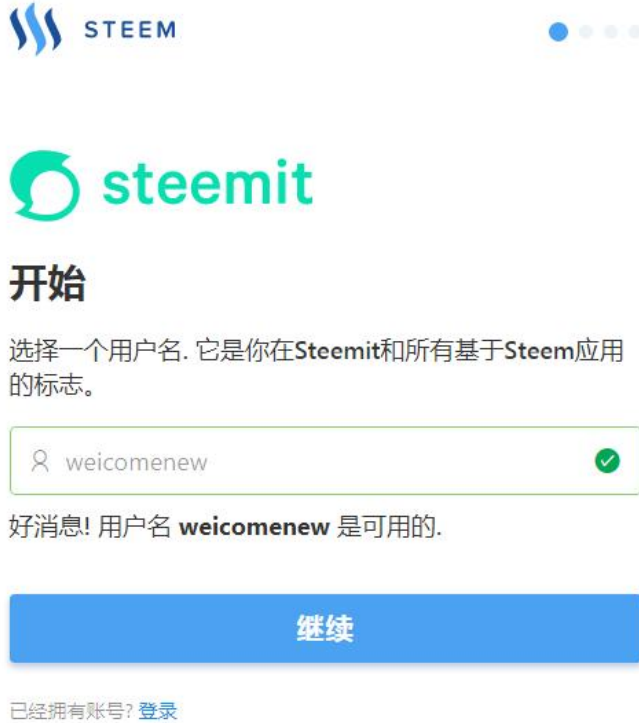 STEEM
steemit
开始
选择一个用户名. 它是你在Steemit和所有基于Steem应用
的标志。
weicomenew
好消息! 用户名 weicomenew 是可用的.
继续
已经拥有账号? 登录